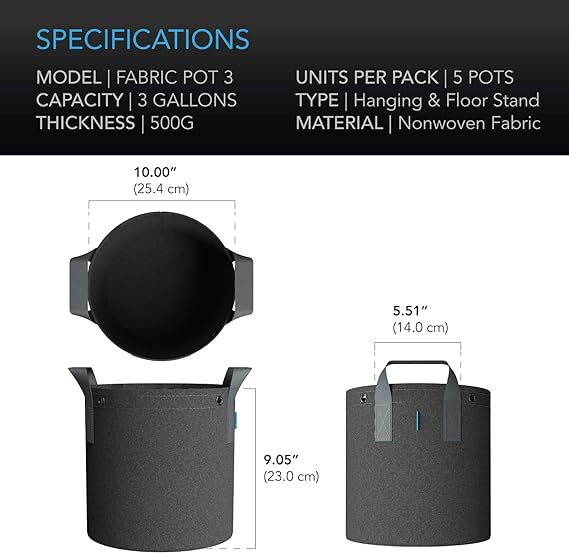 SPECIFICATIONS
MODEL | FABRIC POT 3
CAPACITY | 3 GALLONS
THICKNESS | 500G
UNITS PER PACK | 5 POTS
TYPE | Hanging & Floor Stand
MATERIAL | Nonwoven Fabric
10.00”
(25.4 cm)
5.51”
(14.0 cm)
9.05”
(23.0 cm)